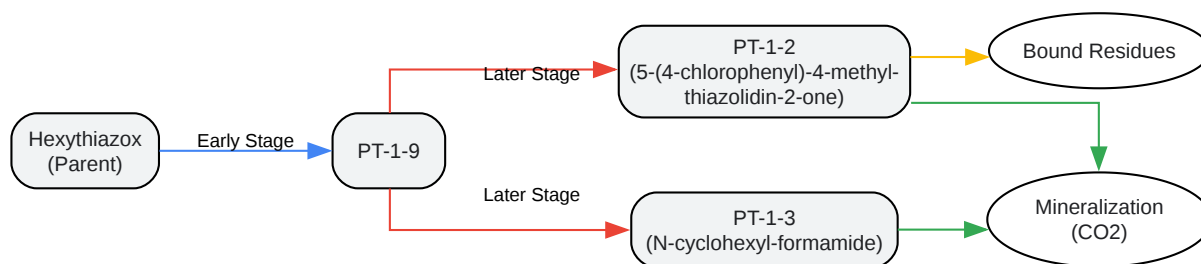 Hexythiazox
(Parent)
Early Stage
PT-1-9
Later Stage
PT-1-2
(5-(4-chlorophenyl)-4-methyl-
thiazolidin-2-one)
Bound Residues
Later Stage
PT-1-3
(N-cyclohexyl-formamide)
Mineralization
(CO2)